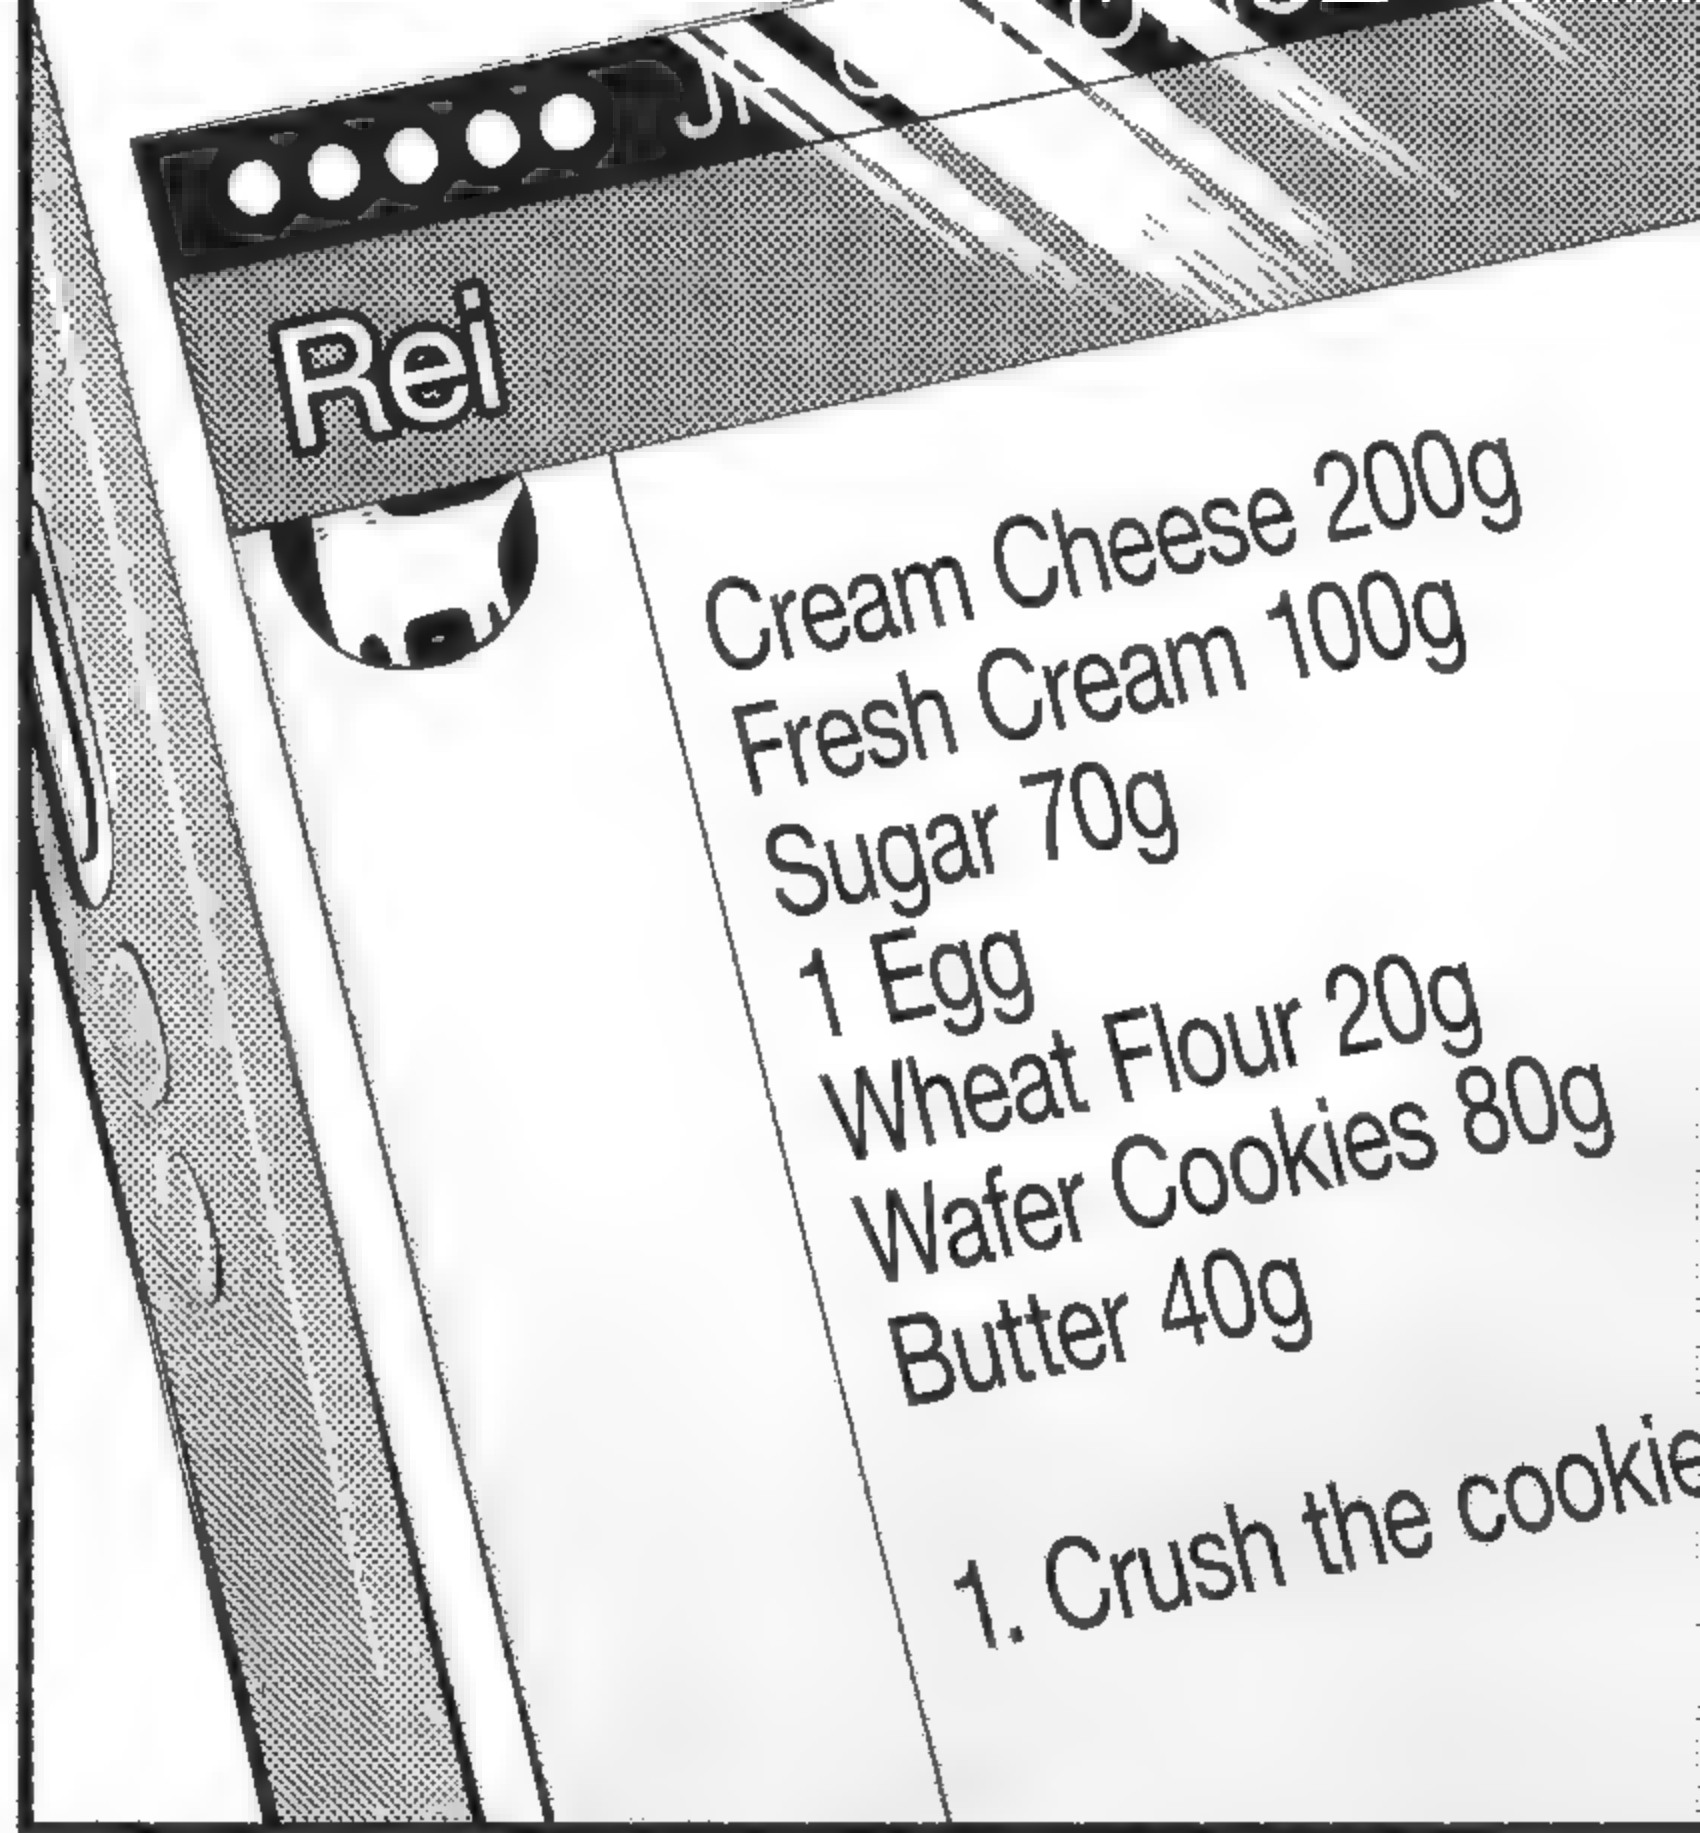 Rei
Cream Cheese 200g
Fresh Cream 100g
Sugar 70g
1 Egg
Wheat Flour 20g
Wafer Cookies 80g
Butter 40g
1. Crush the cookie